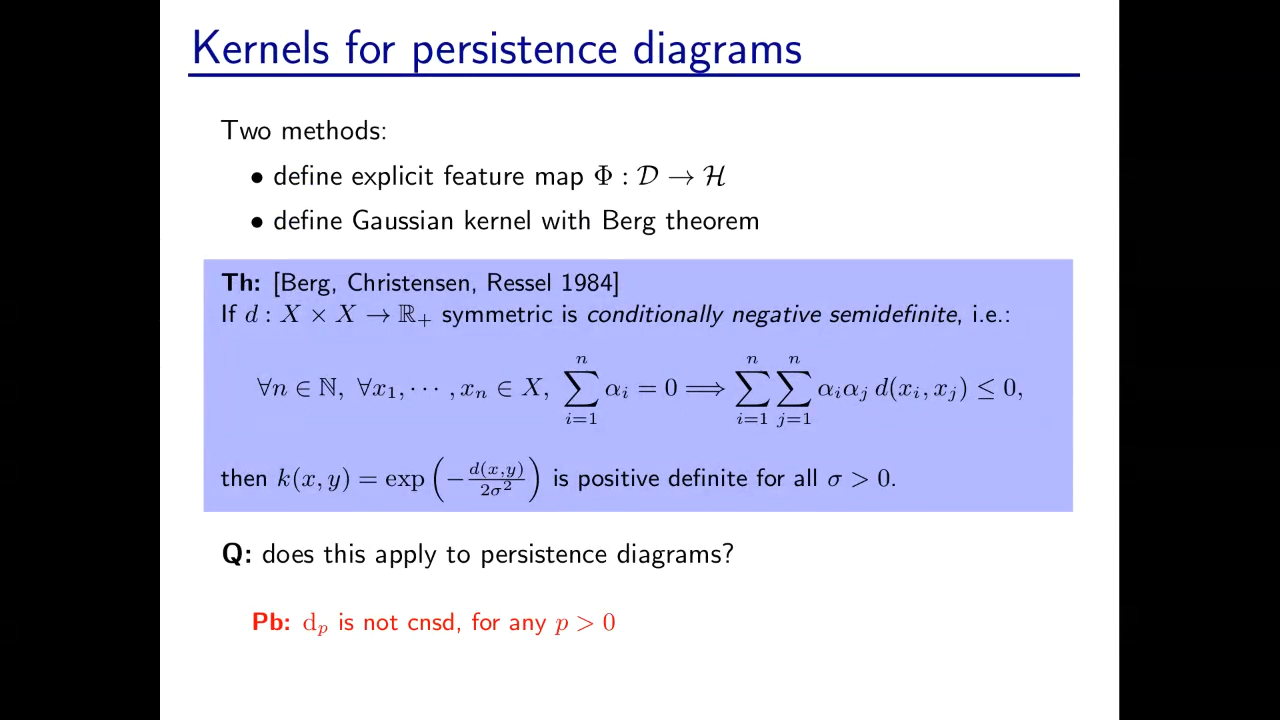 Kernels for persistence diagrams
Two methods:
• define explicit feature map Φ : 𝒟 → ℋ
• define Gaussian kernel with Berg theorem
Th: [Berg, Christensen, Ressel 1984]
If d : X × X → ℝ₊ symmetric is conditionally negative semidefinite, i.e.:
∀n ∈ ℕ, ∀x₁, ⋯ , xₙ ∈ X, ∑ᵢ₌₁ⁿ αᵢ = 0 ⟹ ∑ᵢ₌₁ⁿ ∑ⱼ₌₁ⁿ αᵢαⱼ d(xᵢ, xⱼ) ≤ 0,
then k(x, y) = exp (−d(x,y)/2σ²) is positive definite for all σ > 0.
Q: does this apply to persistence diagrams?
Pb: dₚ is not cnsd, for any p > 0